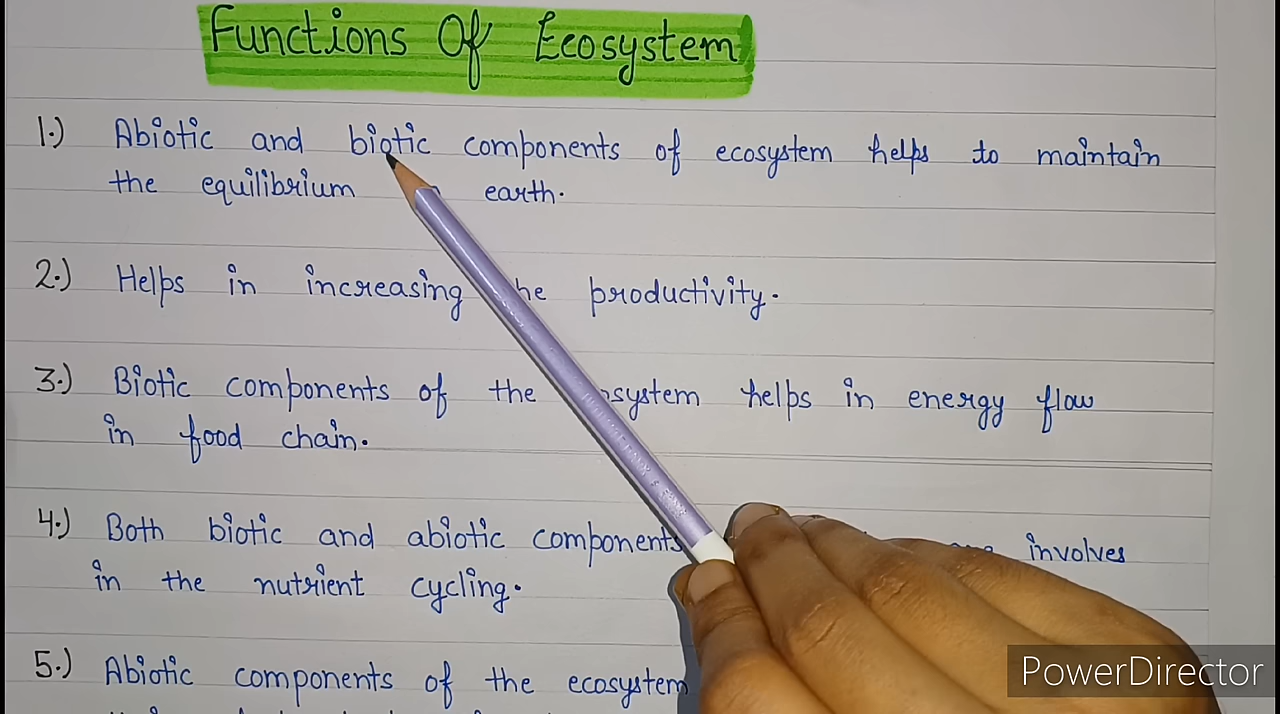 Functions Of Ecosystem
1.) Abiotic and biotic components of ecosystem helps to maintain
the equilibrium earth.
2.) Helps in increasing he productivity.
3.) Biotic components of the system helps in energy flow
in food chain.
4.) Both biotic and abiotic components involves
in the nutrient cycling.
5.) Abiotic components of the ecosystem
PowerDirector